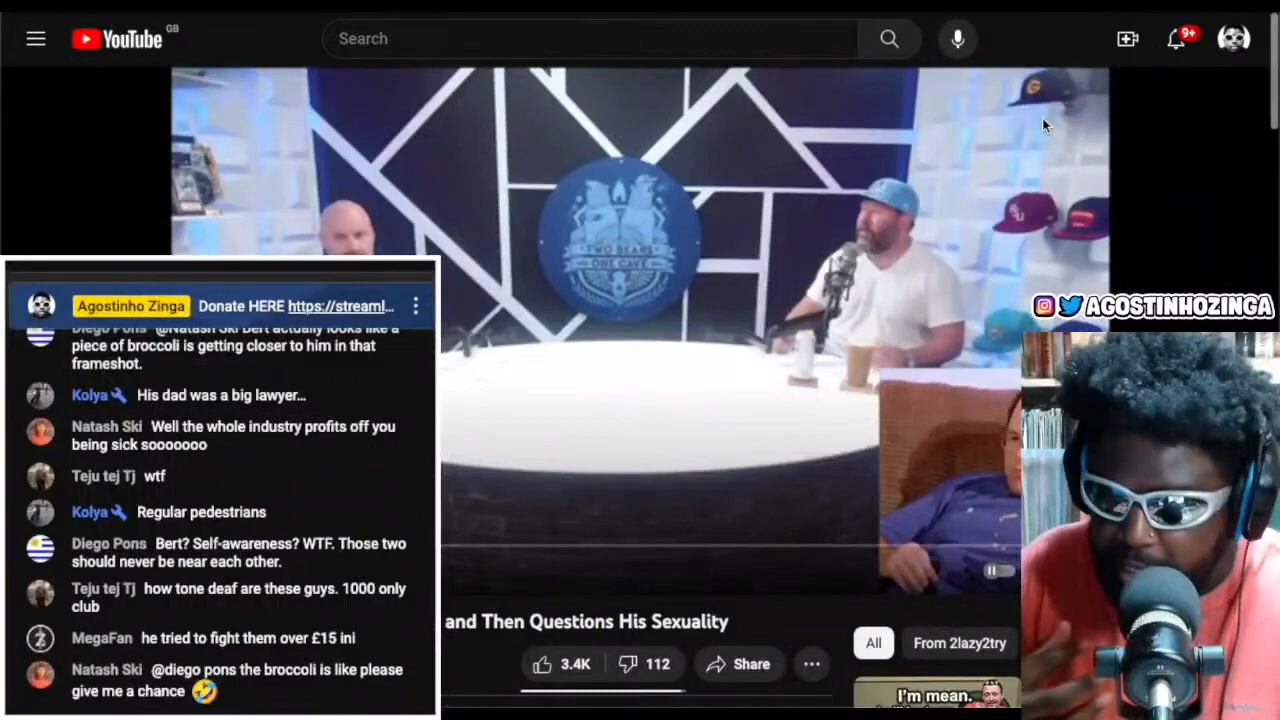 YouTube GB
Search
9+
TWO BEARS
ONE CAVE
Agostinho Zinga Donate HERE https://streaml...
Diego Pons @Natash Ski Bert actually looks like a
piece of broccoli is getting closer to him in that
frameshot.
Kolya His dad was a big lawyer...
Natash Ski Well the whole industry profits off you
being sick sooooooo
Teju tej Tj wtf
Kolya Regular pedestrians
Diego Pons Bert? Self-awareness? WTF. Those two
should never be near each other.
Teju tej Tj how tone deaf are these guys. 1000 only
club
MegaFan he tried to fight them over £15 ini
Natash Ski @diego pons the broccoli is like please
give me a chance 🤣
AGOSTINHOZINGA
and Then Questions His Sexuality
3.4K 112 Share
All From 2lazy2try
I'm mean.